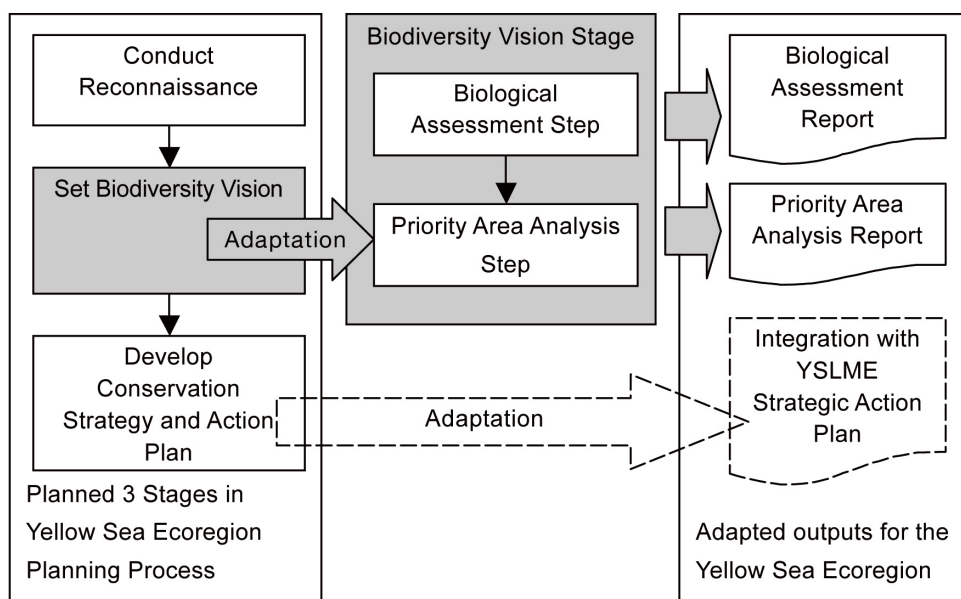 Conduct
Reconnaissance
Set Biodiversity Vision
Adaptation
Develop
Conservation
Strategy and Action
Plan
Planned 3 Stages in
Yellow Sea Ecoregion
Planning Process
Biodiversity Vision Stage
Biological
Assessment Step
Priority Area Analysis
Step
Adaptation
Biological
Assessment
Report
Priority Area
Analysis Report
Integration with
YSLME
Strategic Action
Plan
Adapted outputs for the
Yellow Sea Ecoregion